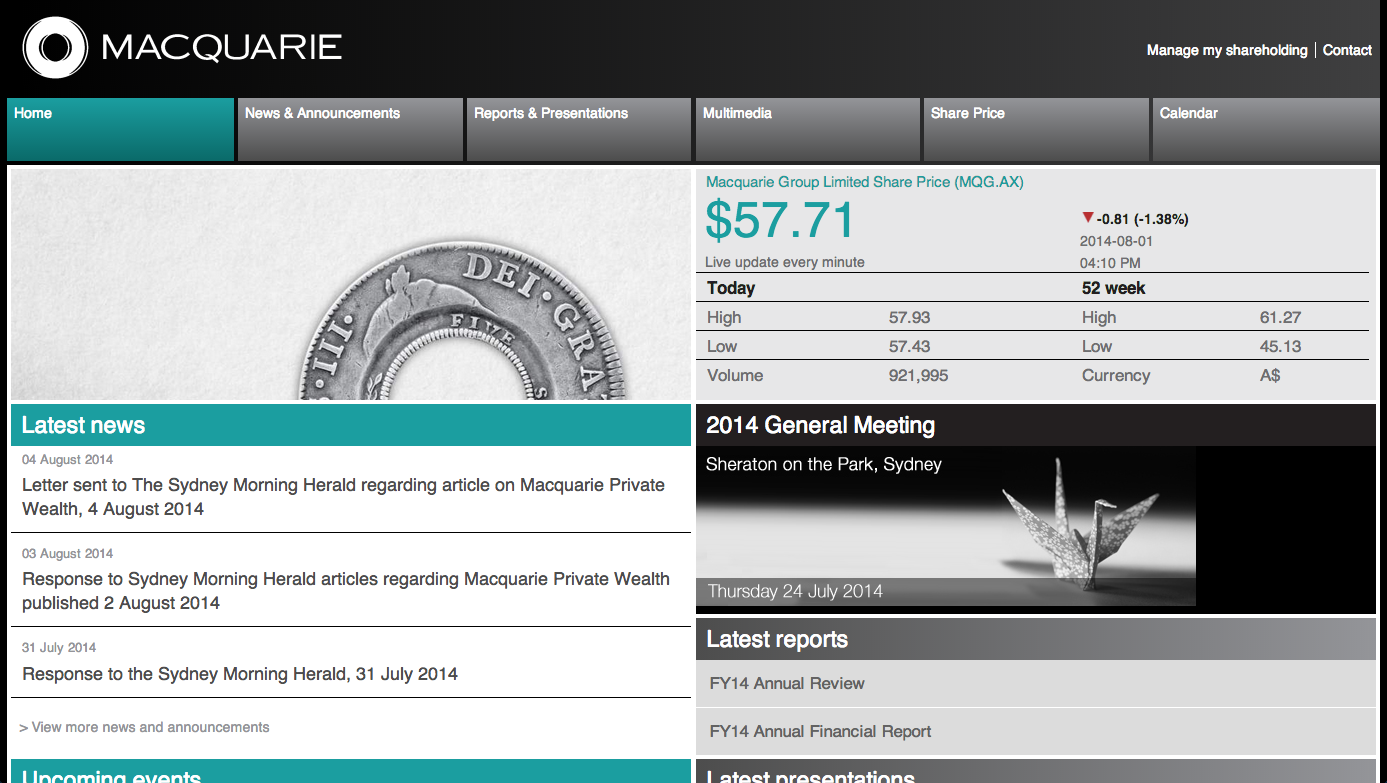 MACQUARIE
Manage my shareholding | Contact
Home
News & Announcements
Reports & Presentations
Multimedia
Share Price
Calendar
III·
DEI·GRA
FIVE
S
Macquarie Group Limited Share Price (MQG.AX)
$57.71
-0.81 (-1.38%)
2014-08-01
Live update every minute
04:10 PM
Today 52 week
High 57.93 High 61.27
Low 57.43 Low 45.13
Volume 921,995 Currency A$
Latest news
04 August 2014
Letter sent to The Sydney Morning Herald regarding article on Macquarie Private
Wealth, 4 August 2014
03 August 2014
Response to Sydney Morning Herald articles regarding Macquarie Private Wealth
published 2 August 2014
31 July 2014
Response to the Sydney Morning Herald, 31 July 2014
> View more news and announcements
Upcoming events
2014 General Meeting
Sheraton on the Park, Sydney
Thursday 24 July 2014
Latest reports
FY14 Annual Review
FY14 Annual Financial Report
Latest presentations